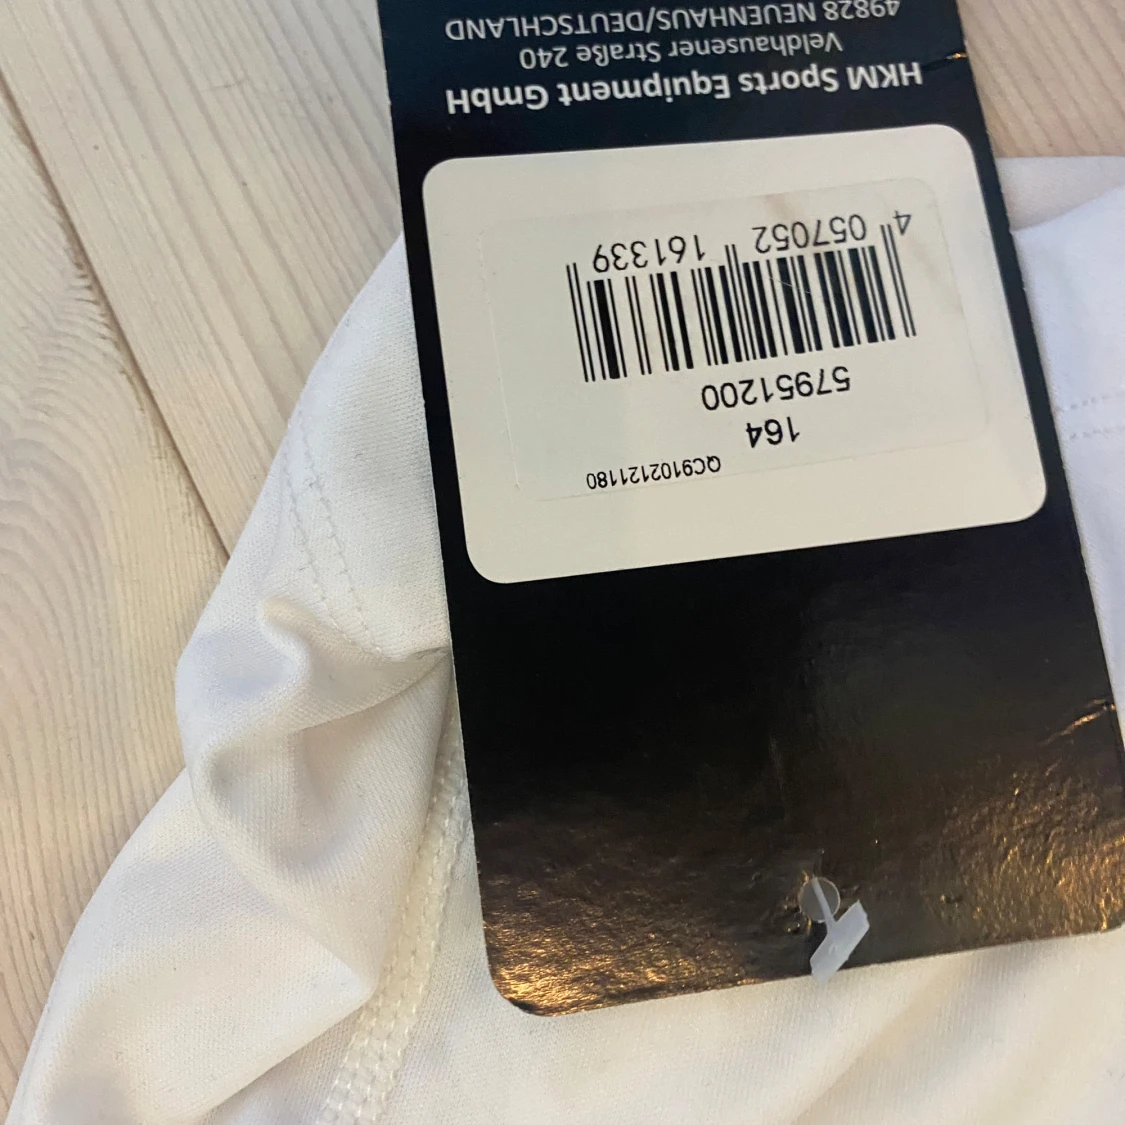 QC9102121180
164
57951200
4 057052 161339
HKM Sports Equipment GmbH
Veldhausener Straße 240
49828 NEUENHAUS/DEUTSCHLAND